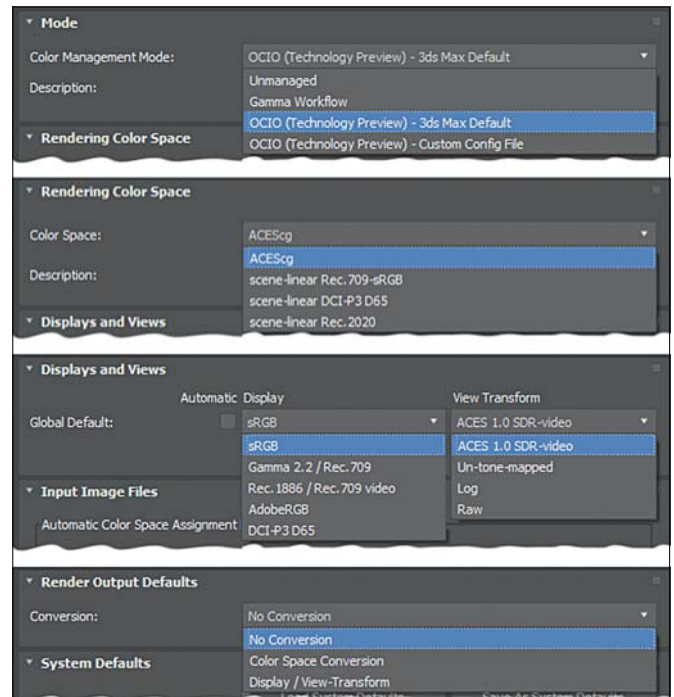 Mode
Color Management Mode: OCIO (Technology Preview) - 3ds Max Default
Description:
Unmanaged
Gamma Workflow
OCIO (Technology Preview) - 3ds Max Default
OCIO (Technology Preview) - Custom Config File
Rendering Color Space
Rendering Color Space
Color Space: ACEScg
Description:
ACEScg
scene-linear Rec.709-sRGB
scene-linear DCI-P3 D65
scene-linear Rec.2020
Displays and Views
Displays and Views
Automatic Display View Transform
Global Default: sRGB ACES 1.0 SDR-video
sRGB
Gamma 2.2 / Rec.709
Rec.1886 / Rec.709 video
AdobeRGB
DCI-P3 D65
ACES 1.0 SDR-video
Un-tone-mapped
Log
Raw
Input Image Files
Automatic Color Space Assignment
Render Output Defaults
Conversion: No Conversion
No Conversion
Color Space Conversion
Display / View-Transform
System Defaults